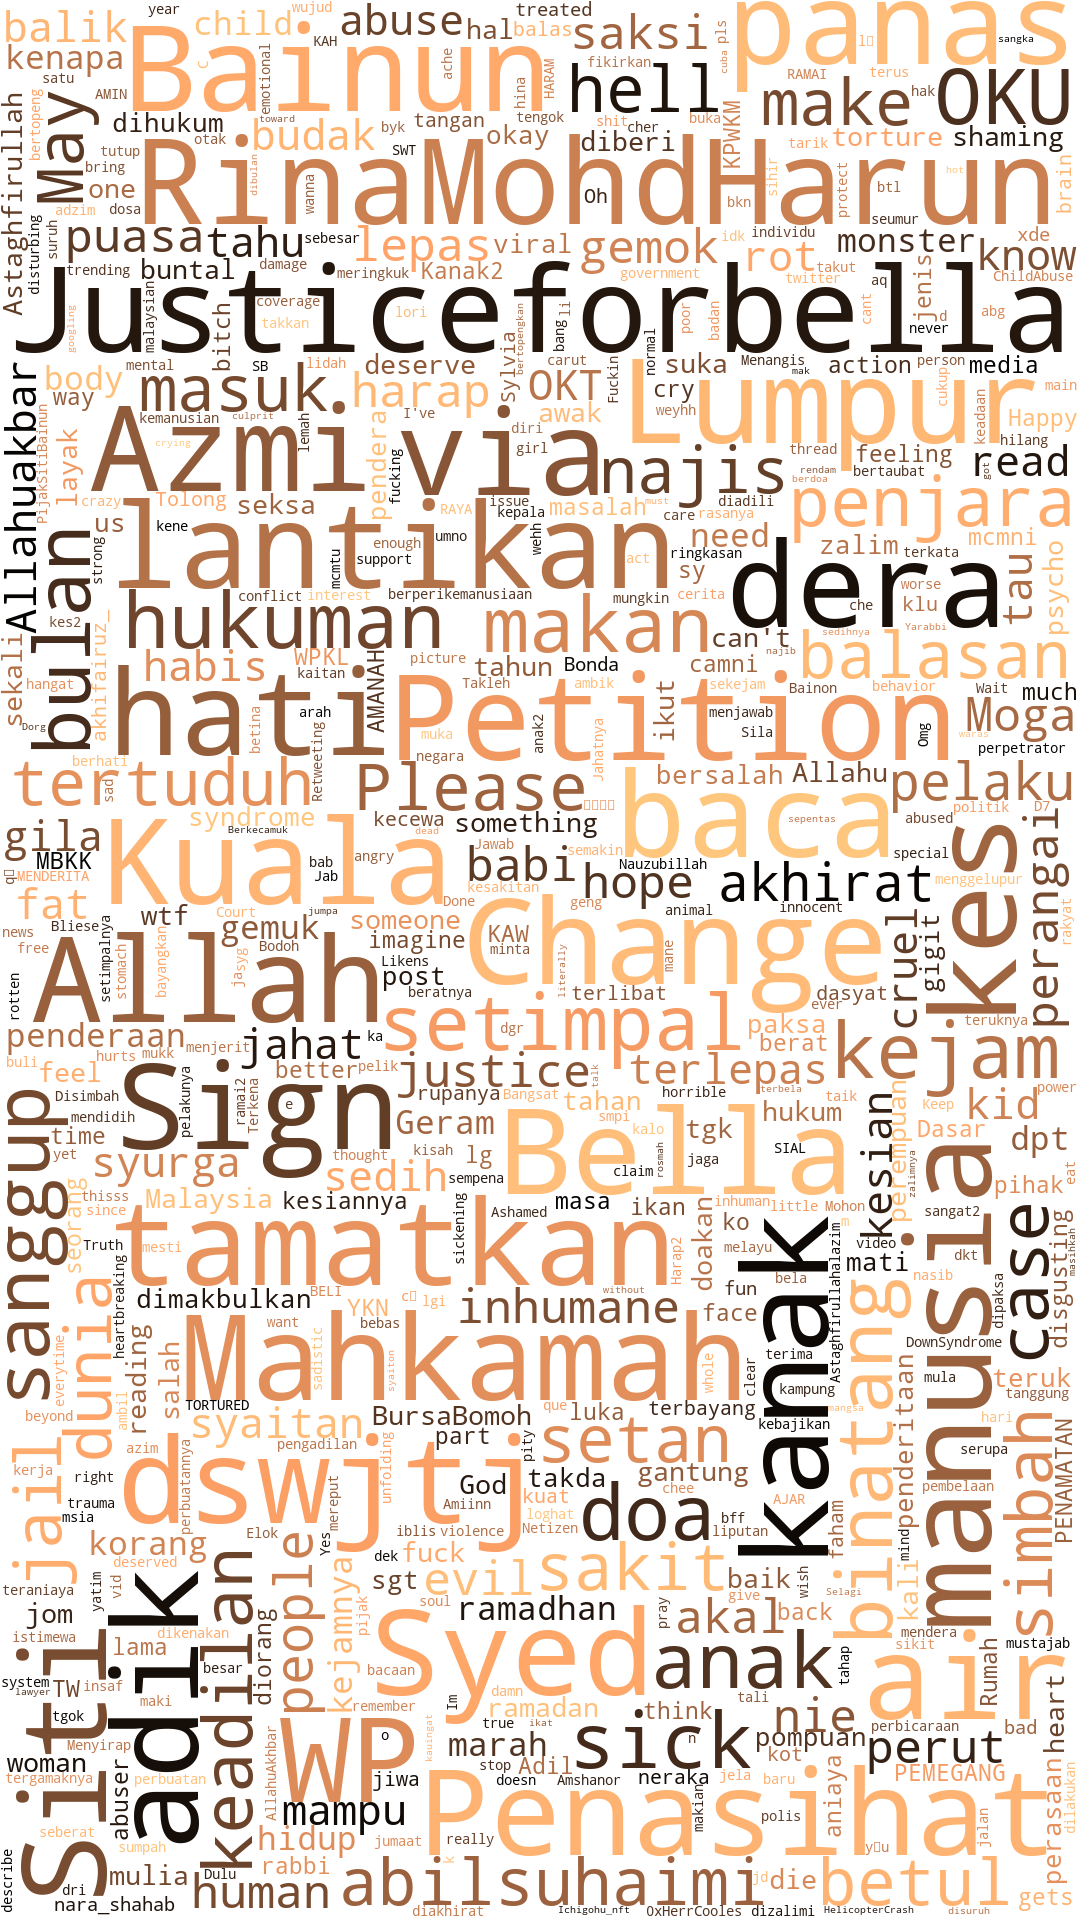 year
wujud
treated
balik
child
abuse
hal
balas
saksi
panas
Bainun
KAH
kenapa
satu
AMIN
emotional
ache
hina
HARAM
fikirkan
hell
make
OKU
sangka
RAMAI
terus
hak
cuba
pls
Astaghfirullah
bertopeng
May
dihukum
otak
toward
budak
byk
tangan
tengok
okay
shit
cher
diberi
buka
KPWKM
tarik
torture
shaming
tutup
bring
one
RinaMohdHarun
SWT
wanna
dibulan
Oh
bkn
sihir
protect
btl
hot
brain
seumur
adzim
dosa
disturbing
suruh
puasa
tahu
sebesar
lepas
viral
gemok
idk
individu
rot
takut
monster
xde
know
trending
buntal
damage
meringkuk
Kanak2
government
twitter
aq
jenis
ChildAbuse
Justiceforbella
googling
malaysian
bitch
coverage
takkan
lori
sylvia
bertopengkan
bang
li
poor
badan
cant
d
never
abg
mental
body
way
masuk
SB
lidah
harap
deserve
OKT
Fuckin
normal
suka
cry
weyhh
Menangis
mak
action
person
media
cukup
main
Lumpur
Happy
keadaan
Allahuakbar
kemanusian
culprit
lemah
I've
diri
girl
awak
thread
feeling
hilang
PijakSitiBainun
layak
Azmi
crying
via
najis
bertaubat
rendam
berdoa
got
read
crazy
Tolong
seksa
pendera
fucking
RAYA
issue
kepala
masalah
diadili
must
care
rasanya
penjara
us
kene
lantikan
enough
support
umno
wehh
act
ringkasan
need
zalim
terkata
mcmni
strong
mcmtu
conflict
interest
berperikemanusiaan
mungkin
cerita
sy
dera
che
worse
klu
tau
psycho
kes2
bulan
hukuman
makan
can't
sedihnya
najib
Yarabbi
balasan
sekali
akhifairuz_
habis
WPKL
kaitan
AMANAH
picture
tahun
Bonda
camni
hangat
Dorg
hati
Petition
Takleh
ambik
sekejam
Bainon
behavior
Wait
much
Moga
betina
arah
muka
negara
anak2
Jahatnya
ikut
menjawab
Sila
Omg
waras
perpetrator
berhati
tertuduh
sad
Retweeting
Please
bersalah
Allahu
pelaku
syndrome
Berkecamuk
kecewa
dead
something
baca
sepentas
abused
politik
D7
gila
MBKK
MENDERITA
Kuala
bab
Jab
angry
Jawab
babi
semakin
Nauzubillah
special
kes
perangai
rakyat
kesakitan
hope
akhirat
menggelupur
fat
wtf
Court
jumpa
gemuk
someone
Done
Change
geng
animal
innocent
news
free
Bliese
setimpalnya
stomach
bayangkan
jasyg
Bodoh
imagine
Likens
KAW
minta
literally
mane
cruel
gigit
rotten
Allah
post
beratnya
terlibat
dasyat
ever
penderaan
jahat
ka
setimpal
dgr
paksa
berat
teruknya
buli
hurts
mukk
menjerit
feel
better
pelik
justice
talk
terlepas
kejam
Disimbah
mendidih
pelakunya
Sign
ramai2
Terkena
e
rupanya
Bangsat
tahan
horrible
terbela
taik
Keep
power
kid
time
yet
thought
Geram
kisah
lg
smpi
kalo
Bella
claim
rosmah
tgk
jaga
hukum
SIAL
kesian
perempuan
zalimnya
Dasar
dpt
eat
sanggup
syurga
sedih
sempena
thisss
since
seorang
Malaysia
kesiannya
Ashamed
masa
ikan
doakan
inhuman
little
Mohon
m
ko
melayu
video
mati
sangat2
pihak
dkt
masihkah
Truth
mesti
tamatkan
sickening
Harap2
bela
fun
kanak
nasib
dipaksa
case
disgusting
heartbreaking
dimakbulkan
BELI
YKN
lgi
bebas
without
inhumane
face
terima
Astaghfirullahalazim
binatang
DownSyndrome
manusia
everytime
dunia
reading
salah
want
Mahkamah
sadistic
syaiton
whole
clear
kampung
mangsa
mula
teruk
tanggung
beyond
ambil
TORTURED
syaitan
BursaBomoh
que
luka
terbayang
kebajikan
penderitaan
hari
simbah
kerja
azim
pengadilan
part
pity
setan
serupa
PENAMATAN
jail
right
trauma
msia
perbuatannya
dswjtj
unfolding
mereput
God
Amiinn
takda
kuat
loghat
Netizen
gantung
chee
AJAR
bff
liputan
faham
mind
pembelaan
korang
deserved
Elok
Yes
iblis
violence
doa
dek
fuck
teraniaya
yatim
vid
Siti
adik
keadilan
people
kejamnya
pijak
sgt
evil
sakit
baik
give
wish
Selagi
kali
jom
istimewa
dikenakan
lama
diorang
soul
ramadhan
pray
akal
back
mendera
sikit
mustajab
system
lawyer
TW
insaf
maki
besar
bacaan
Syed
anak
tahap
air
Rumah
tgok
Menyirap
remember
Im
damn
ramadan
tali
think
nie
perbicaraan
bad
heart
woman
tergamaknya
abuser
perbuatan
AllahuAkbar
WP
o
kauingat
true
ikat
marah
stop
Adil
sick
n
pompuan
kot
perut
jiwa
doesn
Amshanor
neraka
jela
baru
aniaya
PEMEGANG
perasaan
dilakukan
seberat
sumpah
mampu
Penasihat
makian
polis
jalan
hidup
jumaat
really
k
describe
mulia
Dulu
rabbi
dri
nara_shahab
human
diakhirat
abilsuhaimi
Ichigohu_nft
OxHerrCooles
jd
dizalimi
die
betul
HelicopterCrash
disuruh
gets